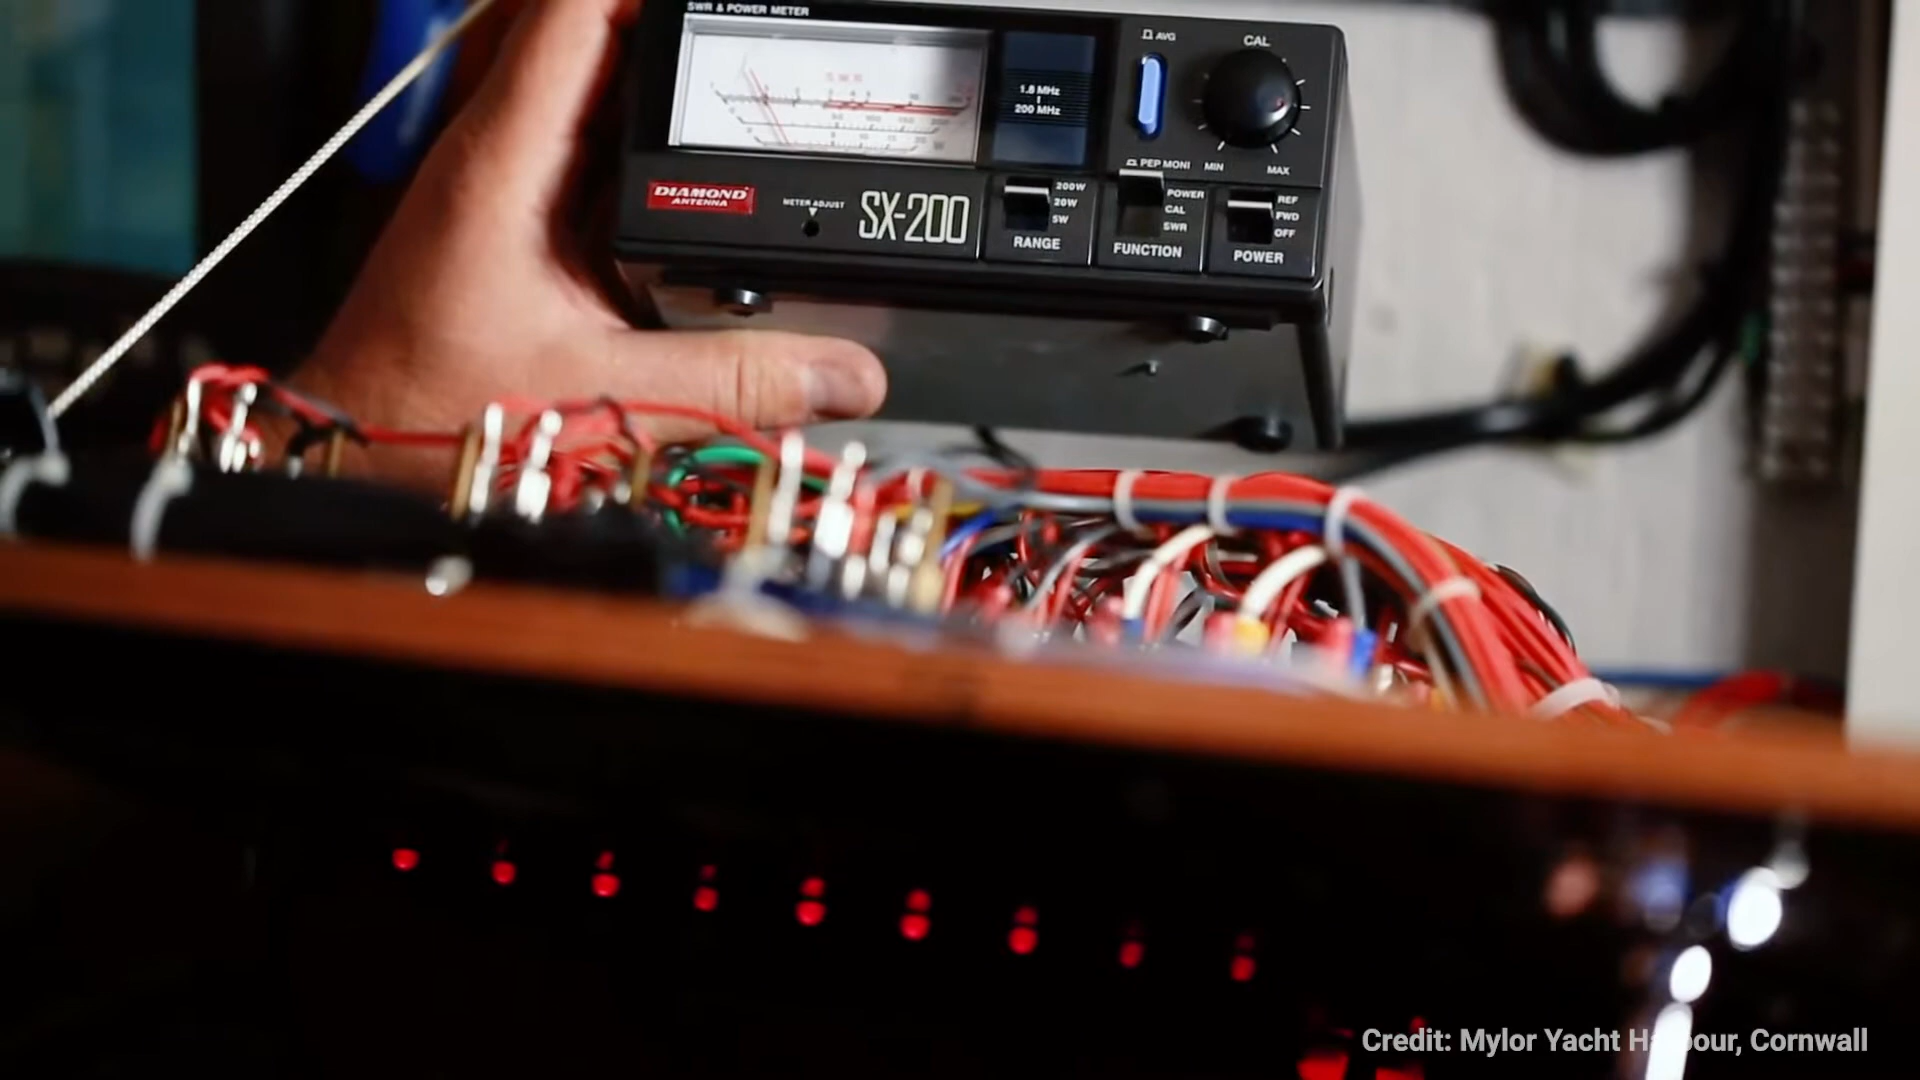 SWR & POWER METER
AVG
CAL
SWR
1.8 MHz
200 MHz
PEP MONI
MIN
MAX
DIAMOND
ANTENNA
METER ADJUST
SX-200
200W
20W
5W
RANGE
POWER
CAL
SWR
FUNCTION
REF
FWD
OFF
POWER
Credit: Mylor Yacht Harbour, Cornwall